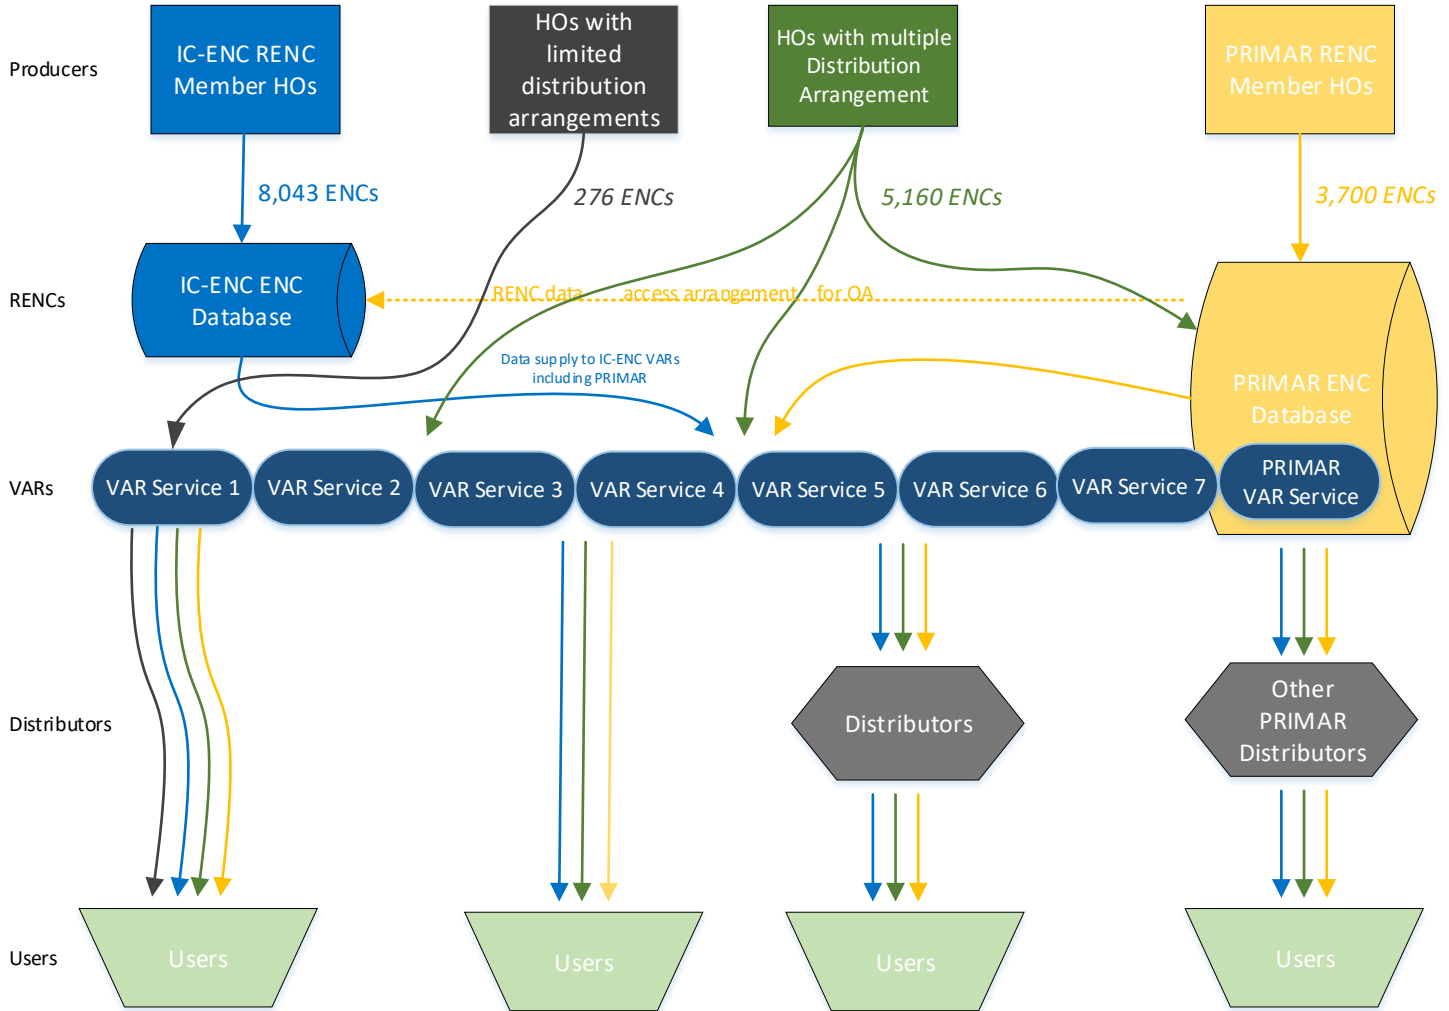 Producers
IC-ENC RENC
Member HOs
HOs with
limited
distribution
arrangements
HOs with multiple
Distribution
Arrangement
PRIMAR RENC
Member HOs
8,043 ENCs
276 ENCs
5,160 ENCs
3,700 ENCs
RENCs
IC-ENC ENC
Database
RENC data access arrangement for QA
Data supply to IC-ENC VARs
including PRIMAR
PRIMAR ENC
Database
VARs
VAR Service 1
VAR Service 2
VAR Service 3
VAR Service 4
VAR Service 5
VAR Service 6
VAR Service 7
PRIMAR
VAR Service
Distributors
Distributors
Other
PRIMAR
Distributors
Users
Users
Users
Users
Users